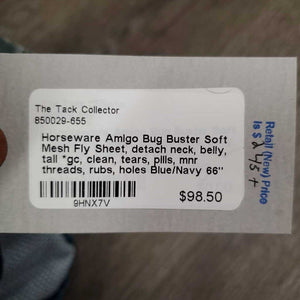 The Tack Collector
850029-655
Horseware Amigo Bug Buster Soft
Mesh Fly Sheet, detach neck, belly,
tail *gc, clean, tears, pills, mnr
threads, rubs, holes Blue/Navy 66"
9HNX7V
$98.50
Retail (New) Price
Is $245+